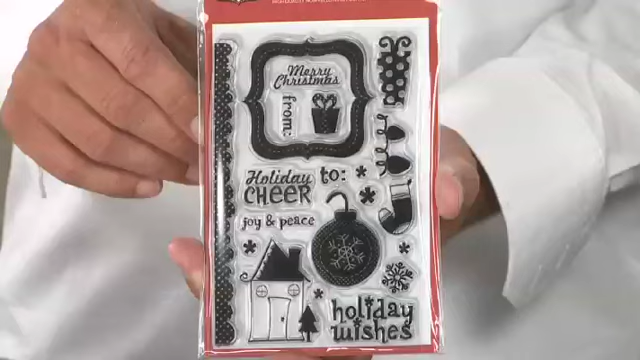 Merry
Christmas
from:
Holiday
CHEER
to:
joy & peace
holiday
wishes